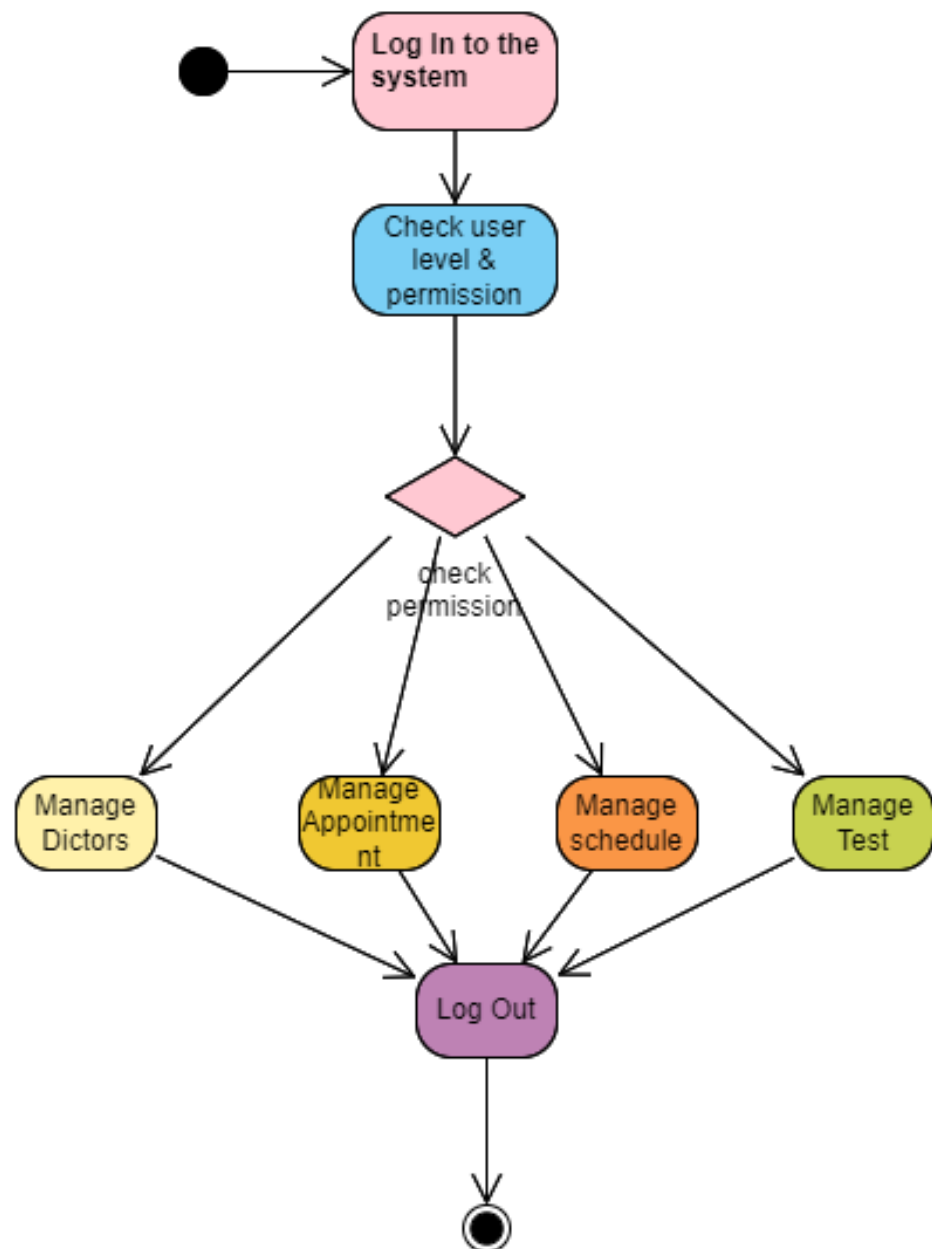 Log In to the
system
Check user
level &
permission
check
permission
Manage
Dictors
Manage
Appointme
nt
Manage
schedule
Manage
Test
Log Out